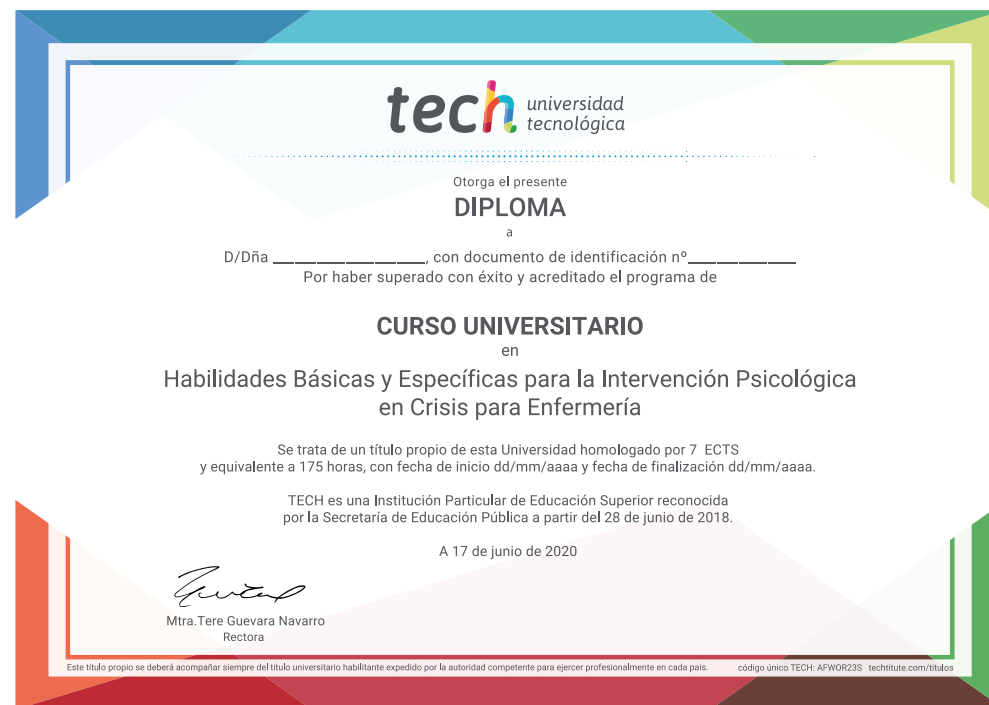 tech universidad
tecnológica
Otorga el presente
DIPLOMA
a
D/Dña ______________, con documento de identificación nº__________
Por haber superado con éxito y acreditado el programa de
CURSO UNIVERSITARIO
en
Habilidades Básicas y Específicas para la Intervención Psicológica
en Crisis para Enfermería
Se trata de un título propio de esta Universidad homologado por 7 ECTS
y equivalente a 175 horas, con fecha de inicio dd/mm/aaaa y fecha de finalización dd/mm/aaaa.
TECH es una Institución Particular de Educación Superior reconocida
por la Secretaría de Educación Pública a partir del 28 de junio de 2018.
A 17 de junio de 2020
Mtra.Tere Guevara Navarro
Rectora
Este título propio se deberá acompañar siempre del título universitario habilitante expedido por la autoridad competente para ejercer profesionalmente en cada país. código único TECH: AFWOR23S techtitute.com/titulos